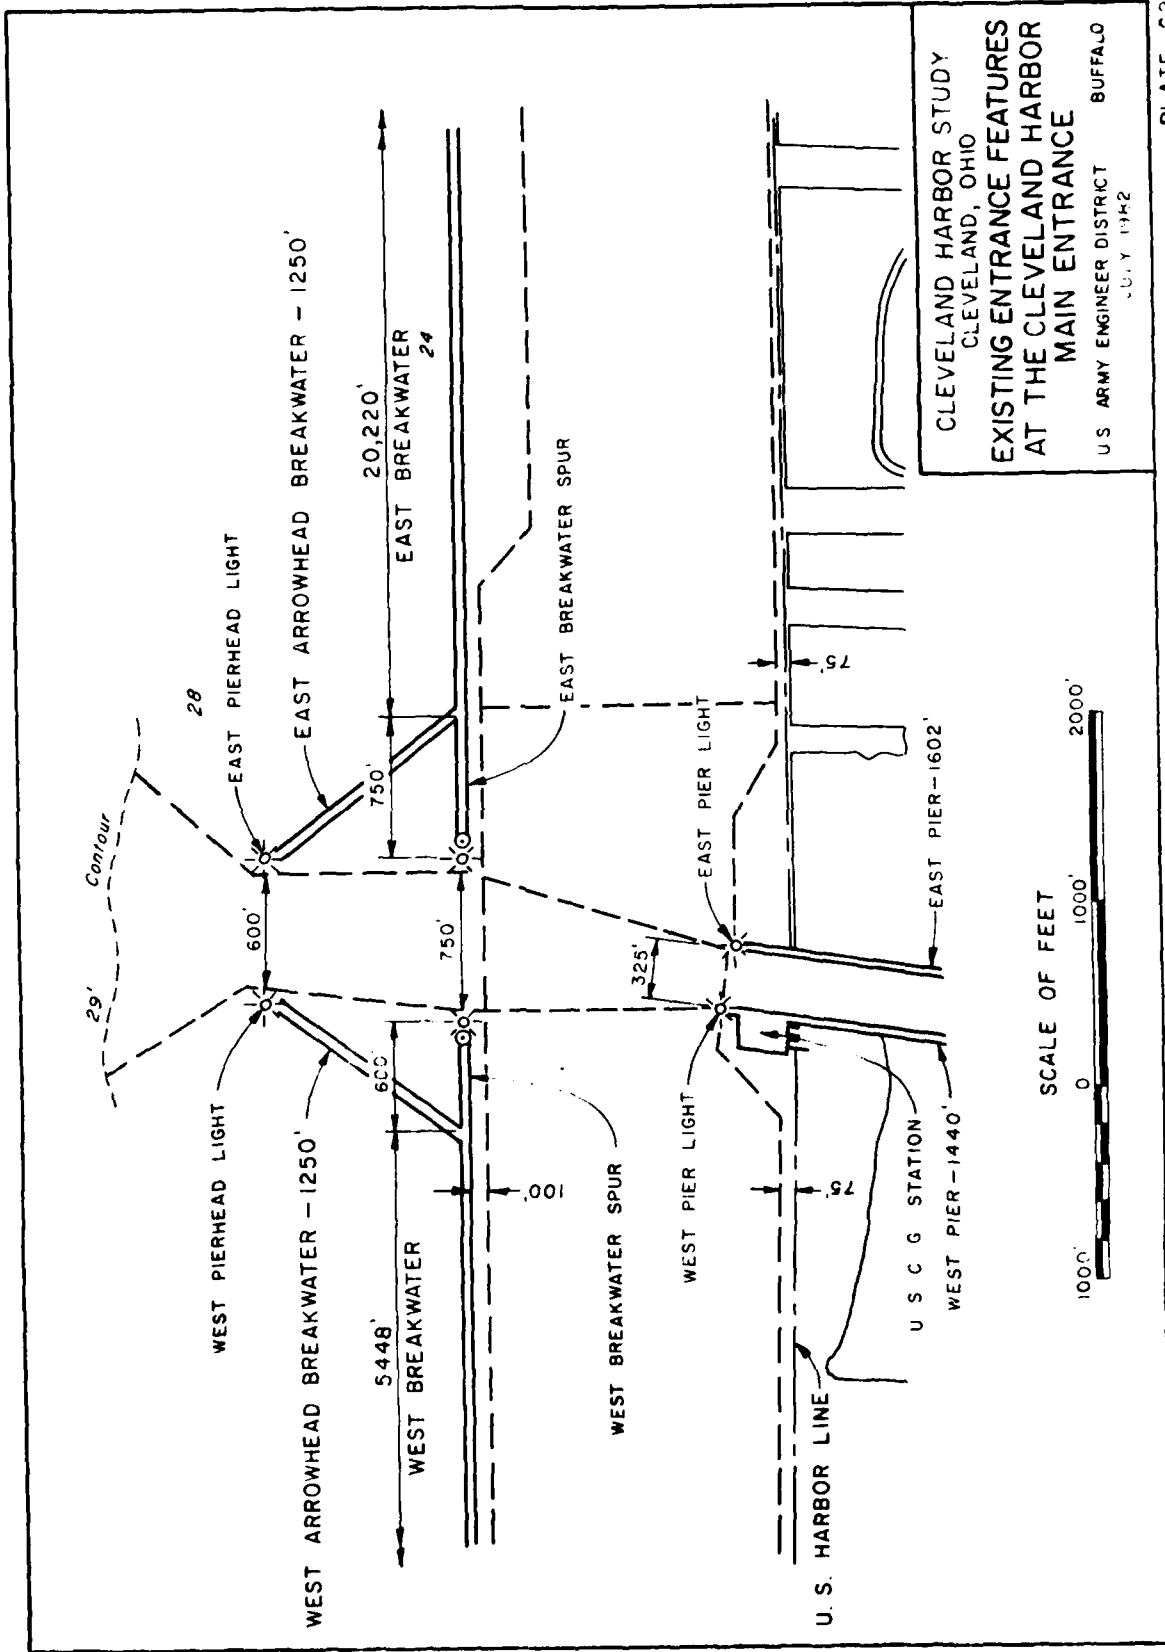 29'
Contour
28
WEST PIERHEAD LIGHT
600'
EAST PIERHEAD LIGHT
WEST ARROWHEAD BREAKWATER - 1250'
EAST ARROWHEAD BREAKWATER - 1250'
5448'
WEST BREAKWATER
600'
750'
750'
20,220'
EAST BREAKWATER
24
100'
WEST BREAKWATER SPUR
EAST BREAKWATER SPUR
WEST PIER LIGHT
325'
EAST PIER LIGHT
75'
75'
U.S. HARBOR LINE
U S C G STATION
WEST PIER - 1440'
EAST PIER - 1602'
SCALE OF FEET
1000'
0
1000'
2000'
CLEVELAND HARBOR STUDY
CLEVELAND, OHIO
EXISTING ENTRANCE FEATURES
AT THE CLEVELAND HARBOR
MAIN ENTRANCE
US ARMY ENGINEER DISTRICT BUFFALO
JULY 1982
PLATE